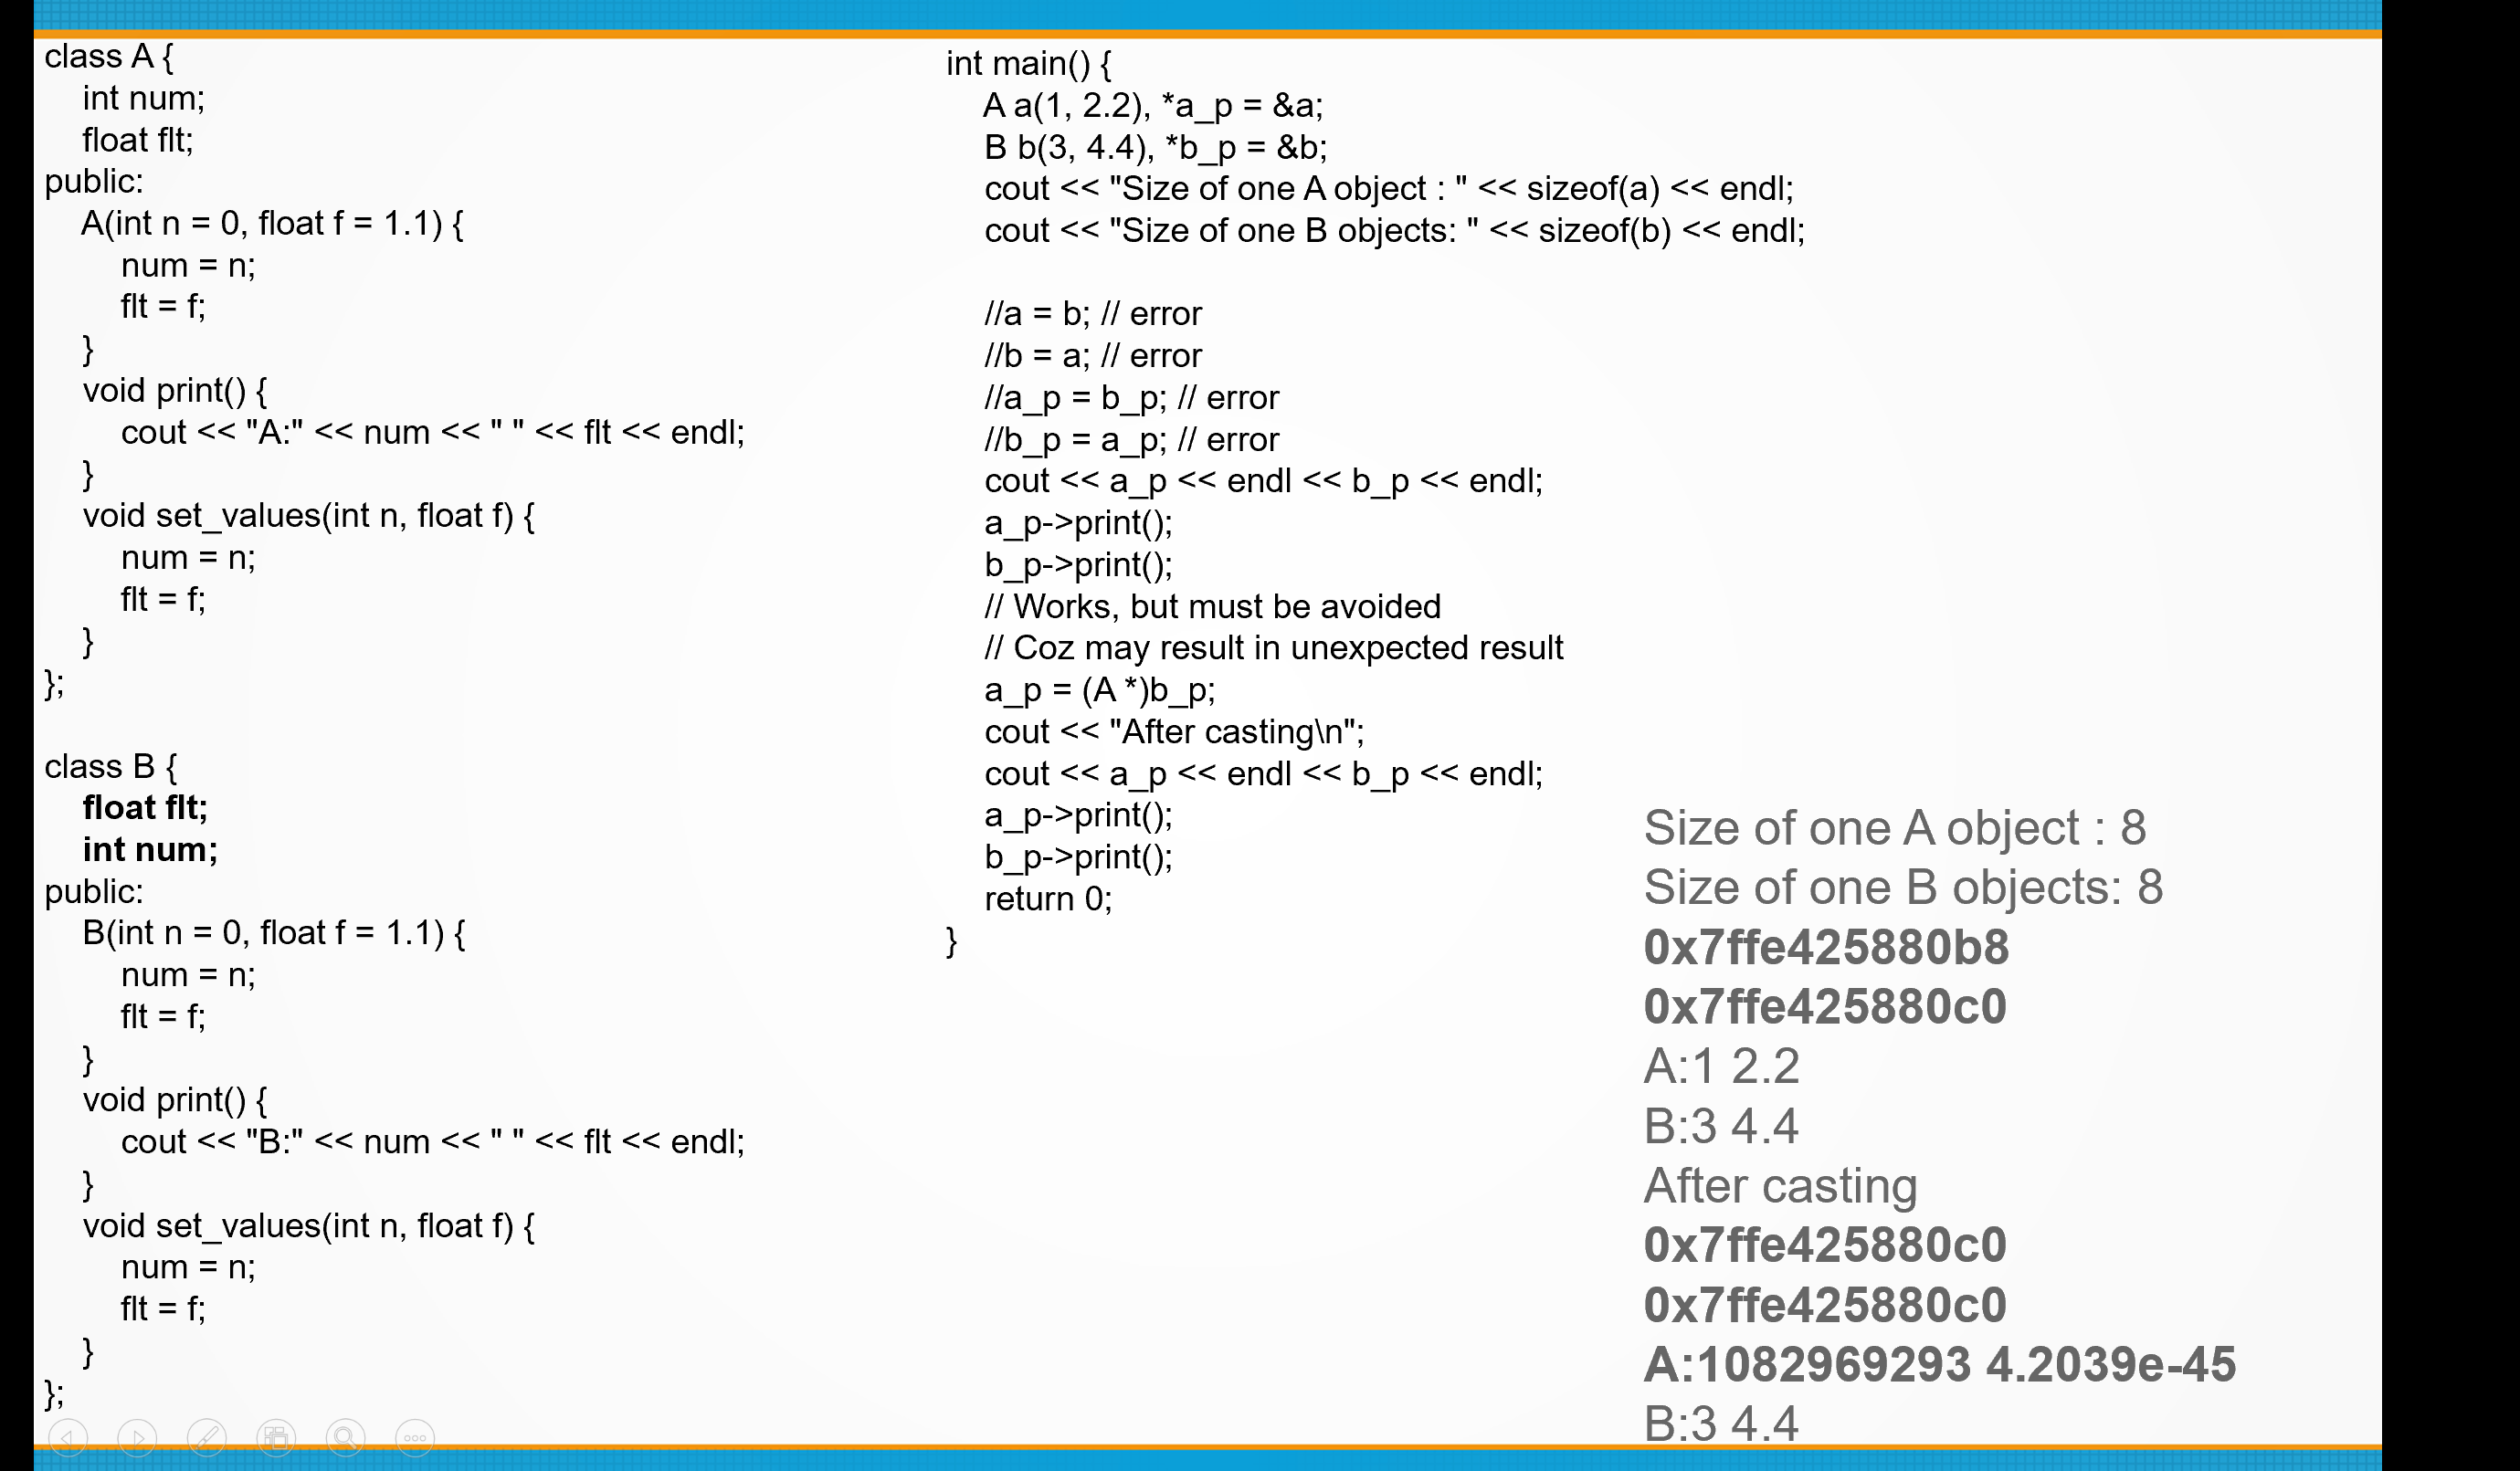 class A {
int num;
float flt;
public:
A(int n = 0, float f = 1.1) {
num = n;
flt = f;
}
void print() {
cout << "A:" << num << " " << flt << endl;
}
void set_values(int n, float f) {
num = n;
flt = f;
}
};
class B {
float flt;
int num;
public:
B(int n = 0, float f = 1.1) {
num = n;
flt = f;
}
void print() {
cout << "B:" << num << " " << flt << endl;
}
void set_values(int n, float f) {
num = n;
flt = f;
}
};
int main() {
A a(1, 2.2), *a_p = &a;
B b(3, 4.4), *b_p = &b;
cout << "Size of one A object : " << sizeof(a) << endl;
cout << "Size of one B objects: " << sizeof(b) << endl;
//a = b; // error
//b = a; // error
//a_p = b_p; // error
//b_p = a_p; // error
cout << a_p << endl << b_p << endl;
a_p->print();
b_p->print();
// Works, but must be avoided
// Coz may result in unexpected result
a_p = (A *)b_p;
cout << "After casting\n";
cout << a_p << endl << b_p << endl;
a_p->print();
b_p->print();
return 0;
}
Size of one A object : 8
Size of one B objects: 8
0x7ffe425880b8
0x7ffe425880c0
A:1 2.2
B:3 4.4
After casting
0x7ffe425880c0
0x7ffe425880c0
A:1082969293 4.2039e-45
B:3 4.4